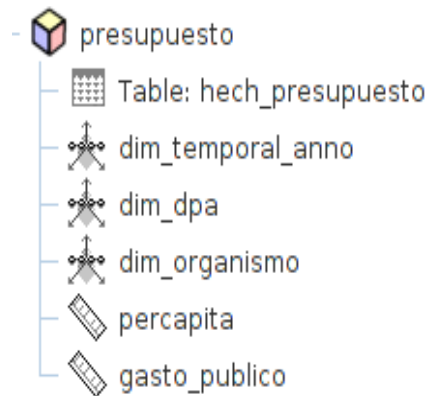 presupuesto
Table: hech_presupuesto
dim_temporal_anno
dim_dpa
dim_organismo
percapita
gasto_publico